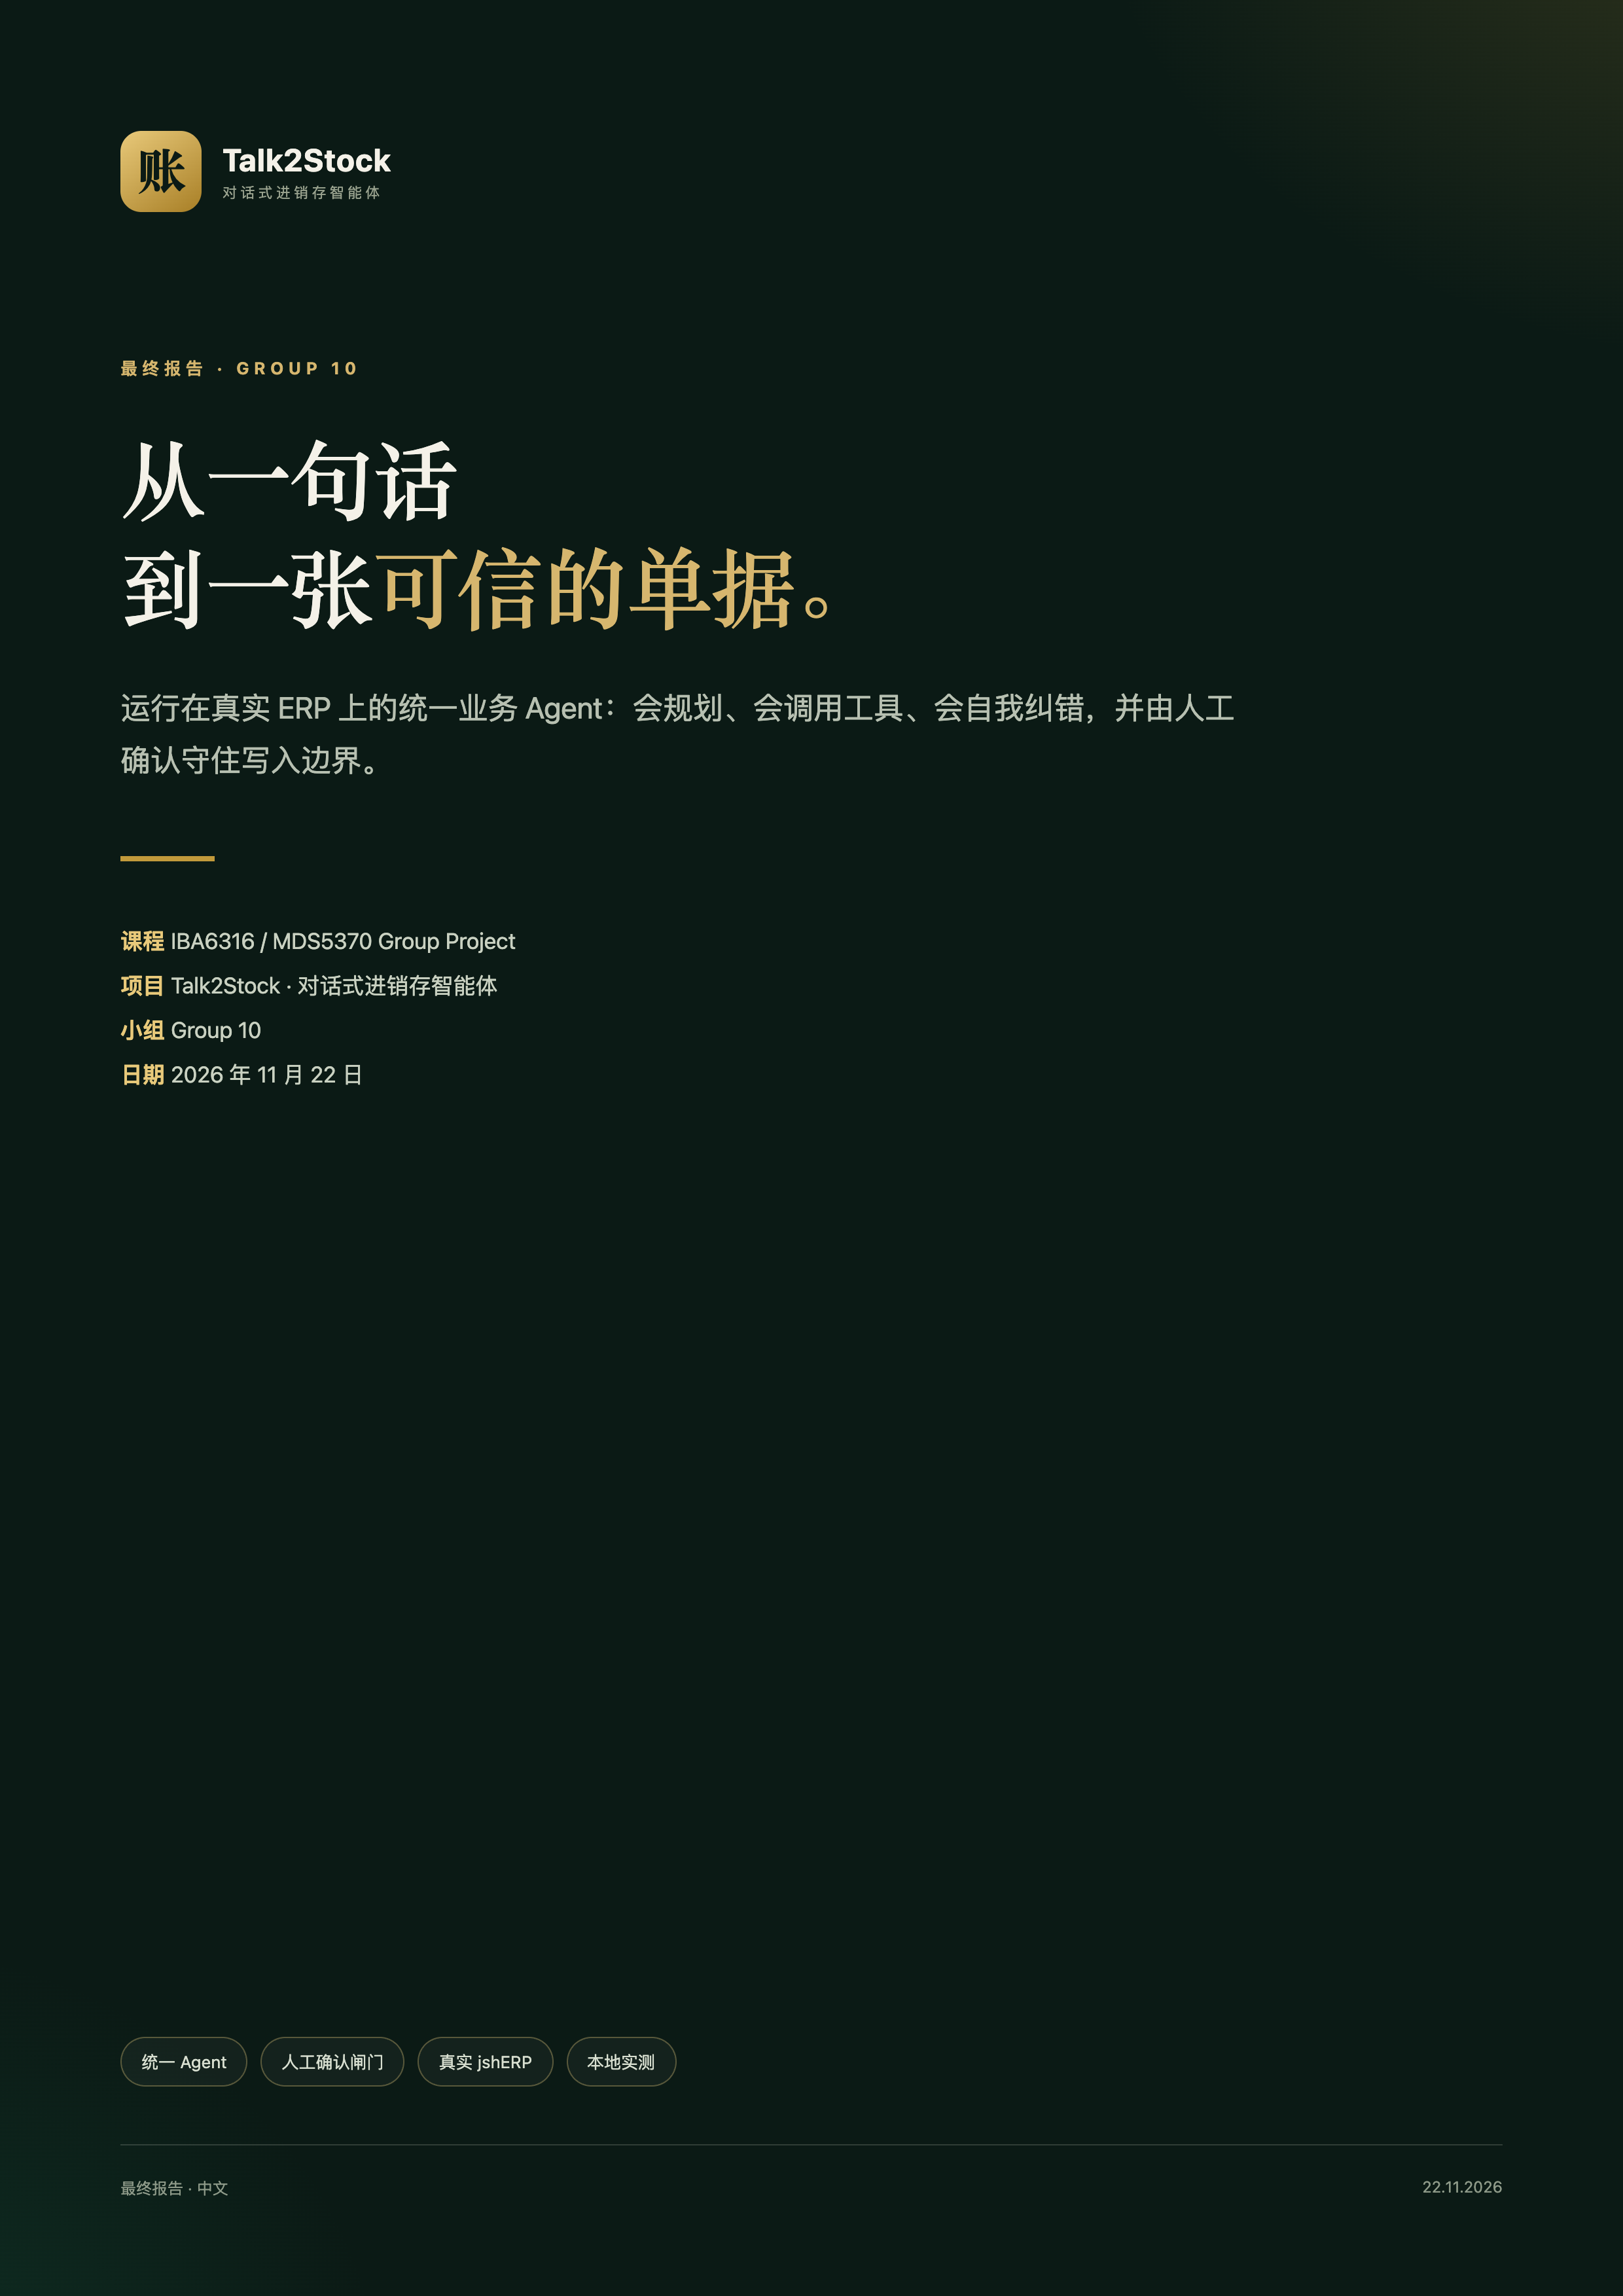 账
Talk2Stock
对话式进销存智能体
最终报告 · GROUP 10
从一句话
到一张可信的单据。
运行在真实 ERP 上的统一业务 Agent：会规划、会调用工具、会自我纠错，并由人工
确认守住写入边界。
课程 IBA6316 / MDS5370 Group Project
项目 Talk2Stock · 对话式进销存智能体
小组 Group 10
日期 2026 年 11 月 22 日
统一 Agent
人工确认闸门
真实 jshERP
本地实测
最终报告 · 中文
22.11.2026